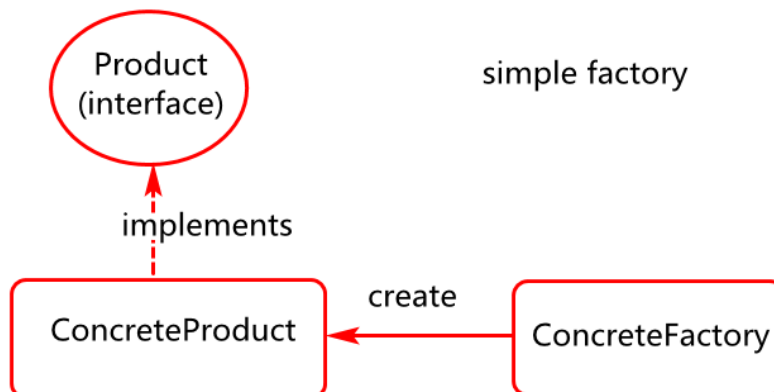 Product
(interface)
simple factory
implements
create
ConcreteProduct
ConcreteFactory